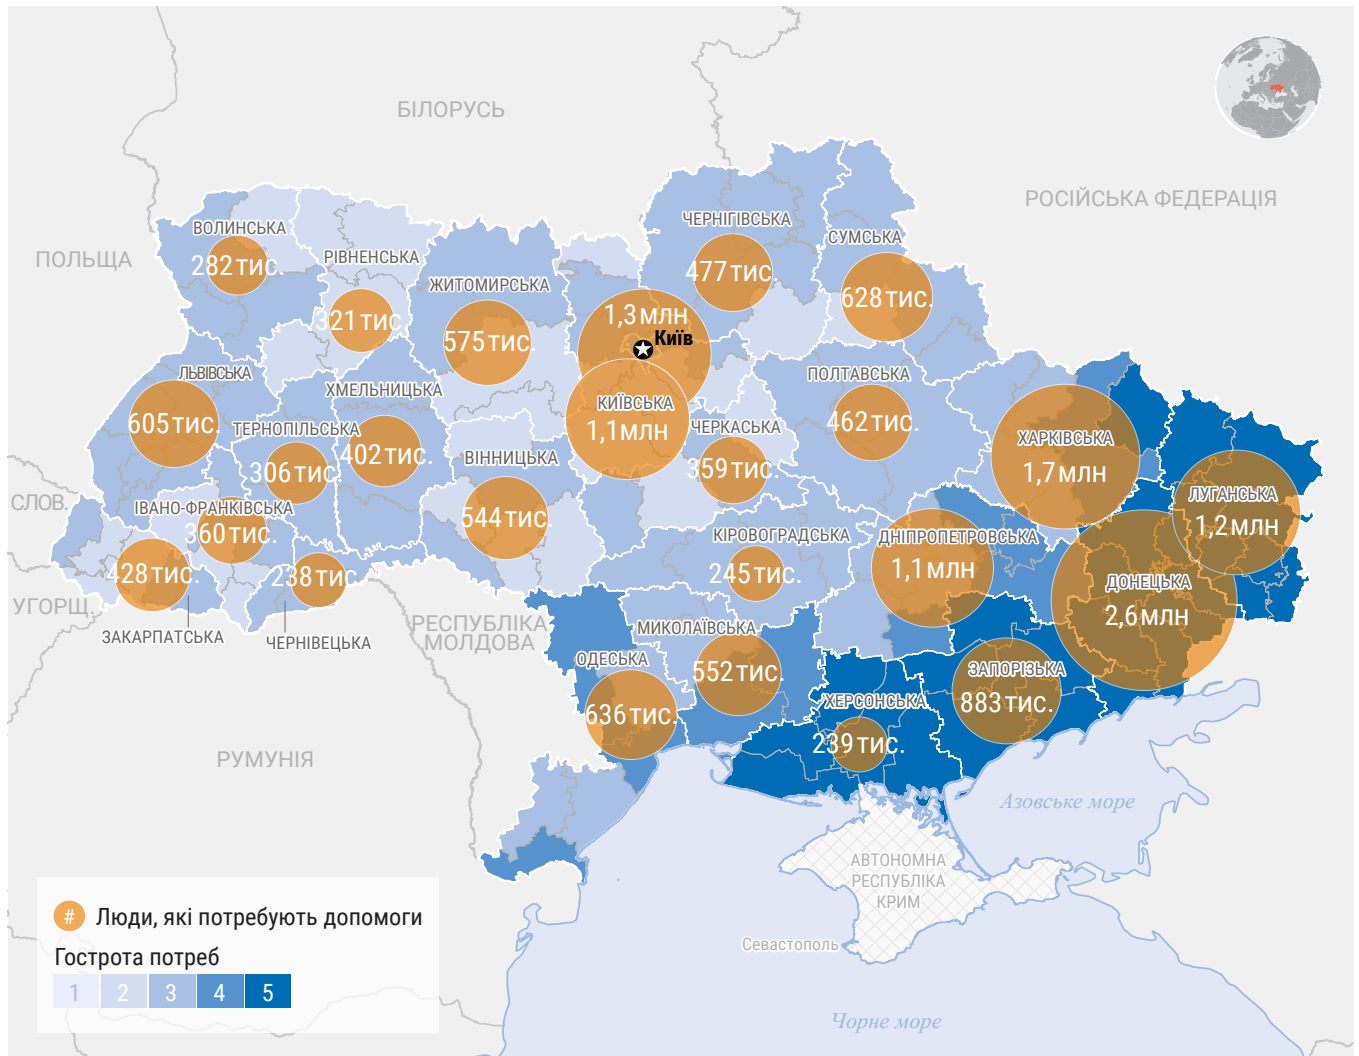 БІЛОРУСЬ
РОСІЙСЬКА ФЕДЕРАЦІЯ
ПОЛЬЩА
ВОЛИНСЬКА
282 тис.
РІВНЕНСЬКА
321 тис.
ЖИТОМИРСЬКА
575 тис.
ЧЕРНІГІВСЬКА
477 тис.
СУМСЬКА
628 тис.
1,3 млн
Київ
КИЇВСЬКА
1,1 млн
ЛЬВІВСЬКА
605 тис.
ТЕРНОПІЛЬСЬКА
306 тис.
ХМЕЛЬНИЦЬКА
402 тис.
ВІННИЦЬКА
544 тис.
ЧЕРКАСЬКА
359 тис.
ПОЛТАВСЬКА
462 тис.
ХАРКІВСЬКА
1,7 млн
ЛУГАНСЬКА
1,2 млн
СЛОВ.
ІВАНО-ФРАНКІВСЬКА
360 тис.
428 тис.
ЗАКАРПАТСЬКА
238 тис.
ЧЕРНІВЕЦЬКА
УГОРЩ.
РЕСПУБЛІКА
МОЛДОВА
КІРОВОГРАДСЬКА
245 тис.
ДНІПРОПЕТРОВСЬКА
1,1 млн
ДОНЕЦЬКА
2,6 млн
МИКОЛАЇВСЬКА
552 тис.
ОДЕСЬКА
636 тис.
ХЕРСОНСЬКА
239 тис.
ЗАПОРІЗЬКА
883 тис.
РУМУНІЯ
Азовське море
АВТОНОМНА
РЕСПУБЛІКА
КРИМ
Севастополь
Чорне море
# Люди, які потребують допомоги
Гострота потреб
1 2 3 4 5